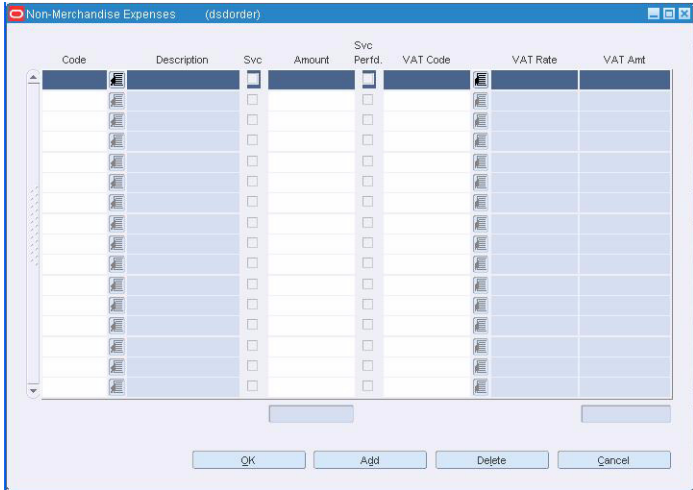 Non-Merchandise Expenses (dsdorder)
Svc
Code Description Svc Amount Perfd. VAT Code VAT Rate VAT Amt
OK Add Delete Cancel